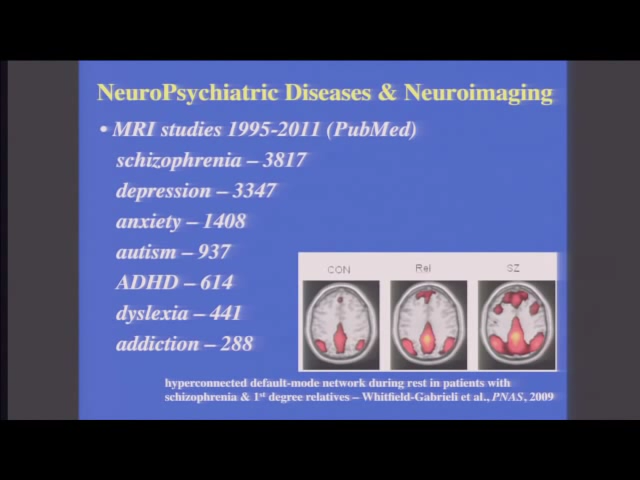 NeuroPsychiatric Diseases & Neuroimaging
• MRI studies 1995-2011 (PubMed)
schizophrenia – 3817
depression – 3347
anxiety – 1408
autism – 937
ADHD – 614
dyslexia – 441
addiction – 288
CON Rel SZ
hyperconnected default-mode network during rest in patients with
schizophrenia & 1st degree relatives – Whitfield-Gabrieli et al., PNAS, 2009